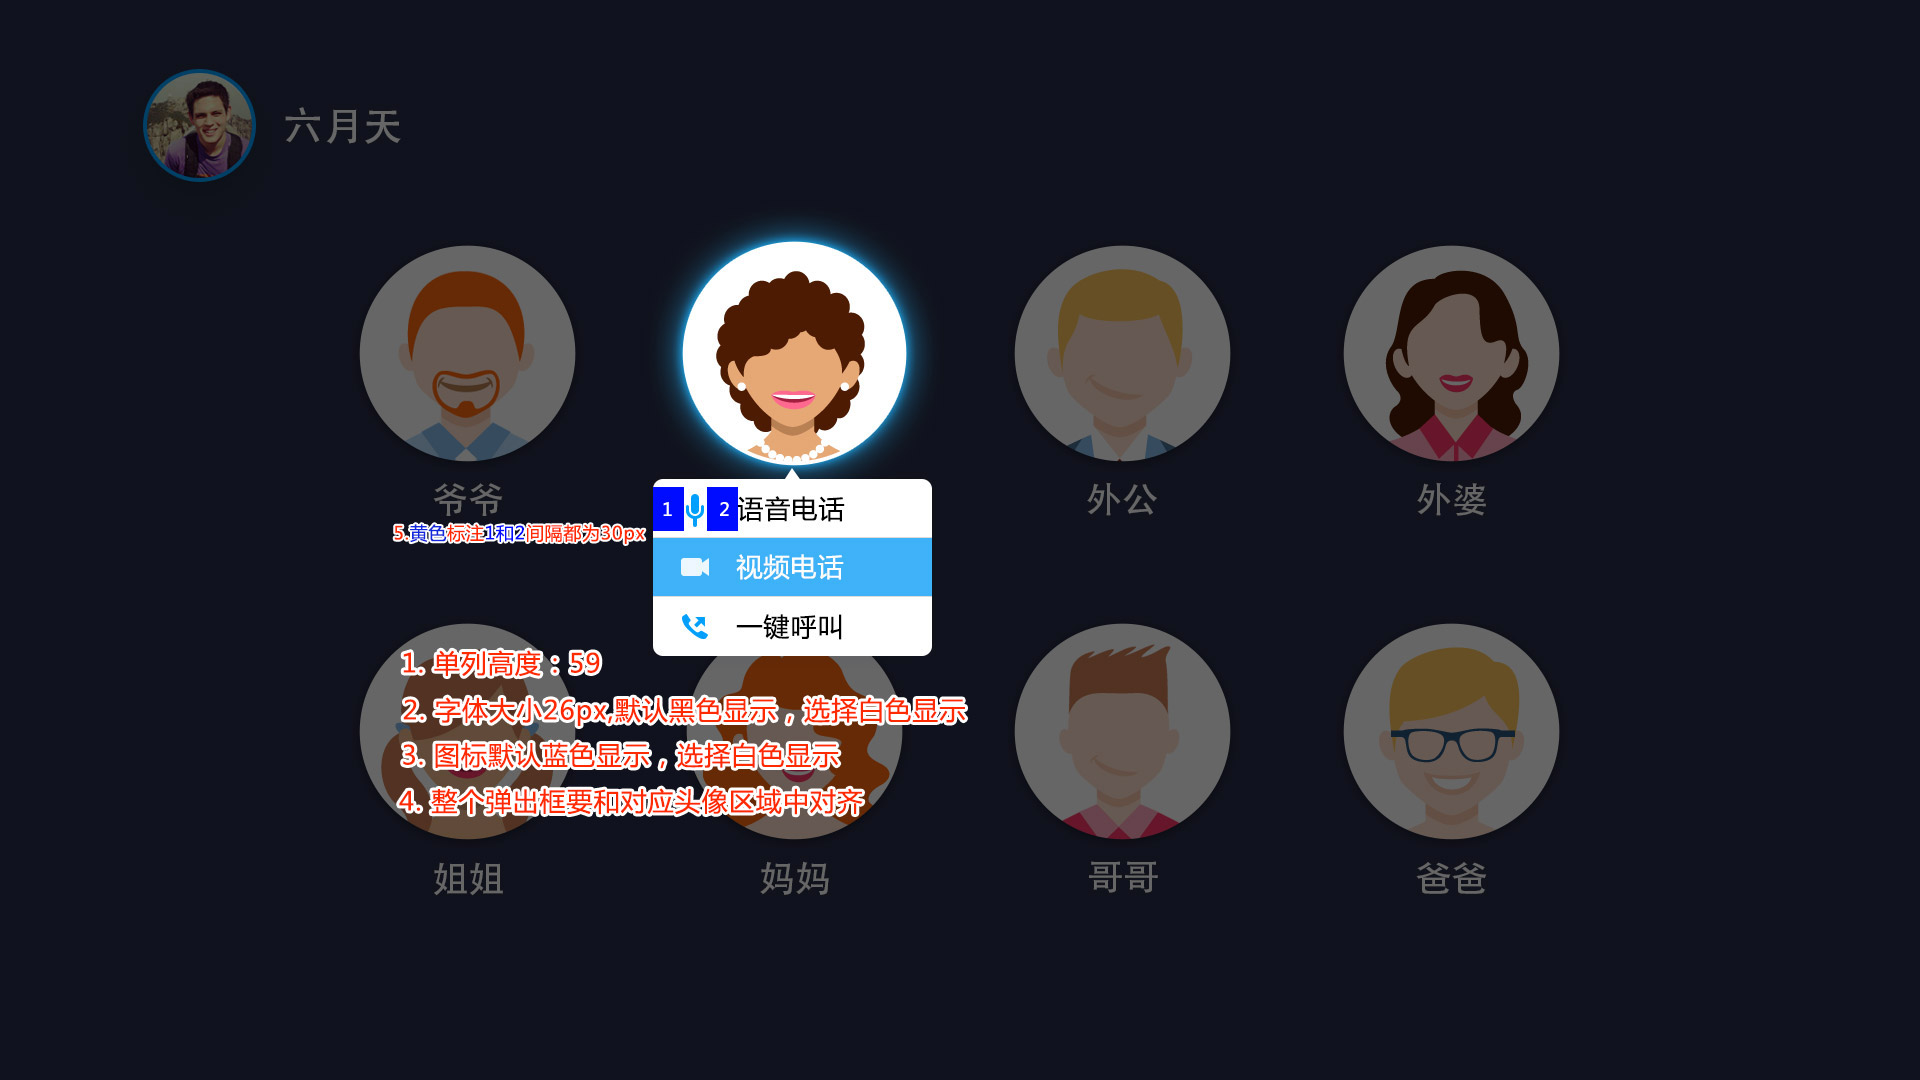 六月天
爷爷
外公
外婆
1
2
语音电话
5.黄色标注1和2间隔都为30px
视频电话
一键呼叫
1. 单列高度：59
2. 字体大小26px,默认黑色显示，选择白色显示
3. 图标默认蓝色显示，选择白色显示
4. 整个弹出框要和对应头像区域中对齐
姐姐
妈妈
哥哥
爸爸